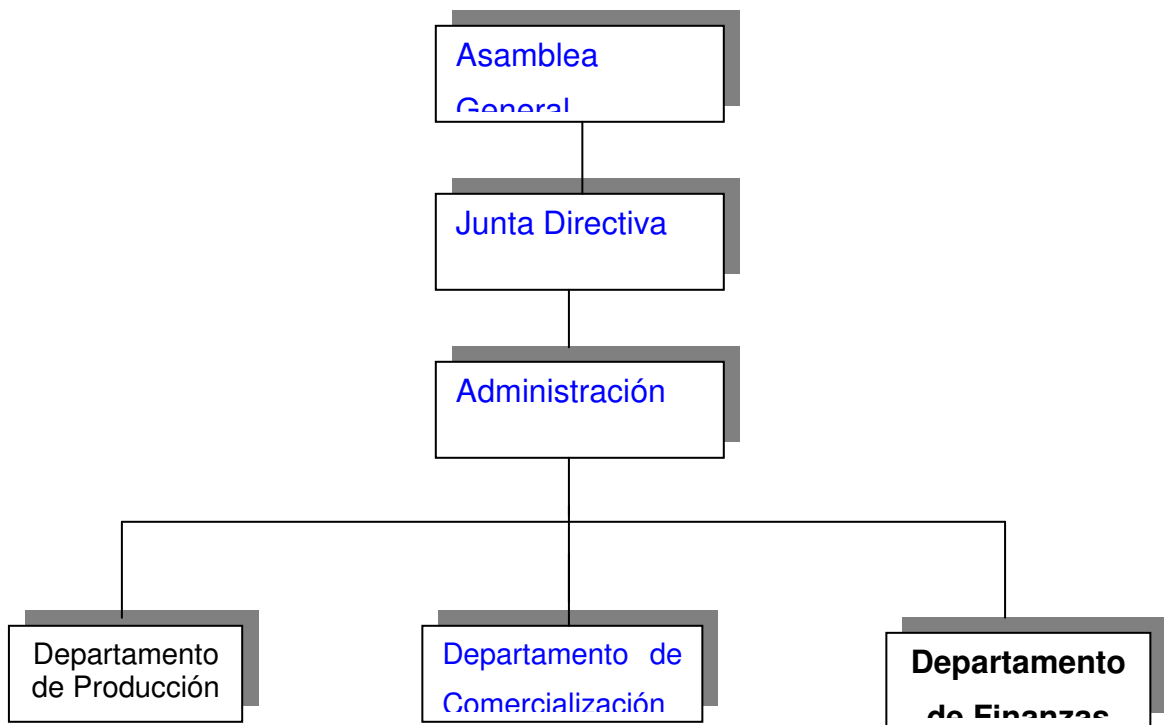 Asamblea
General
Junta Directiva
Administración
Departamento
de Producción
Departamento de
Comercialización
Departamento
de Finanzas